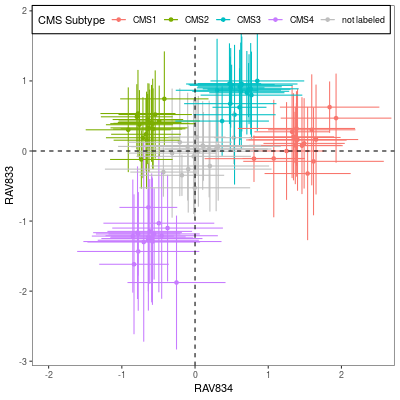 CMS Subtype CMS1 CMS2 CMS3 CMS4 not labeled
2
1
0
-1
-2
-3
RAV833
-2 -1 0 1 2
RAV834